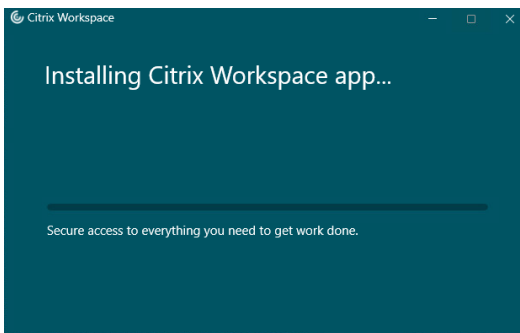 Citrix Workspace
Installing Citrix Workspace app...
Secure access to everything you need to get work done.